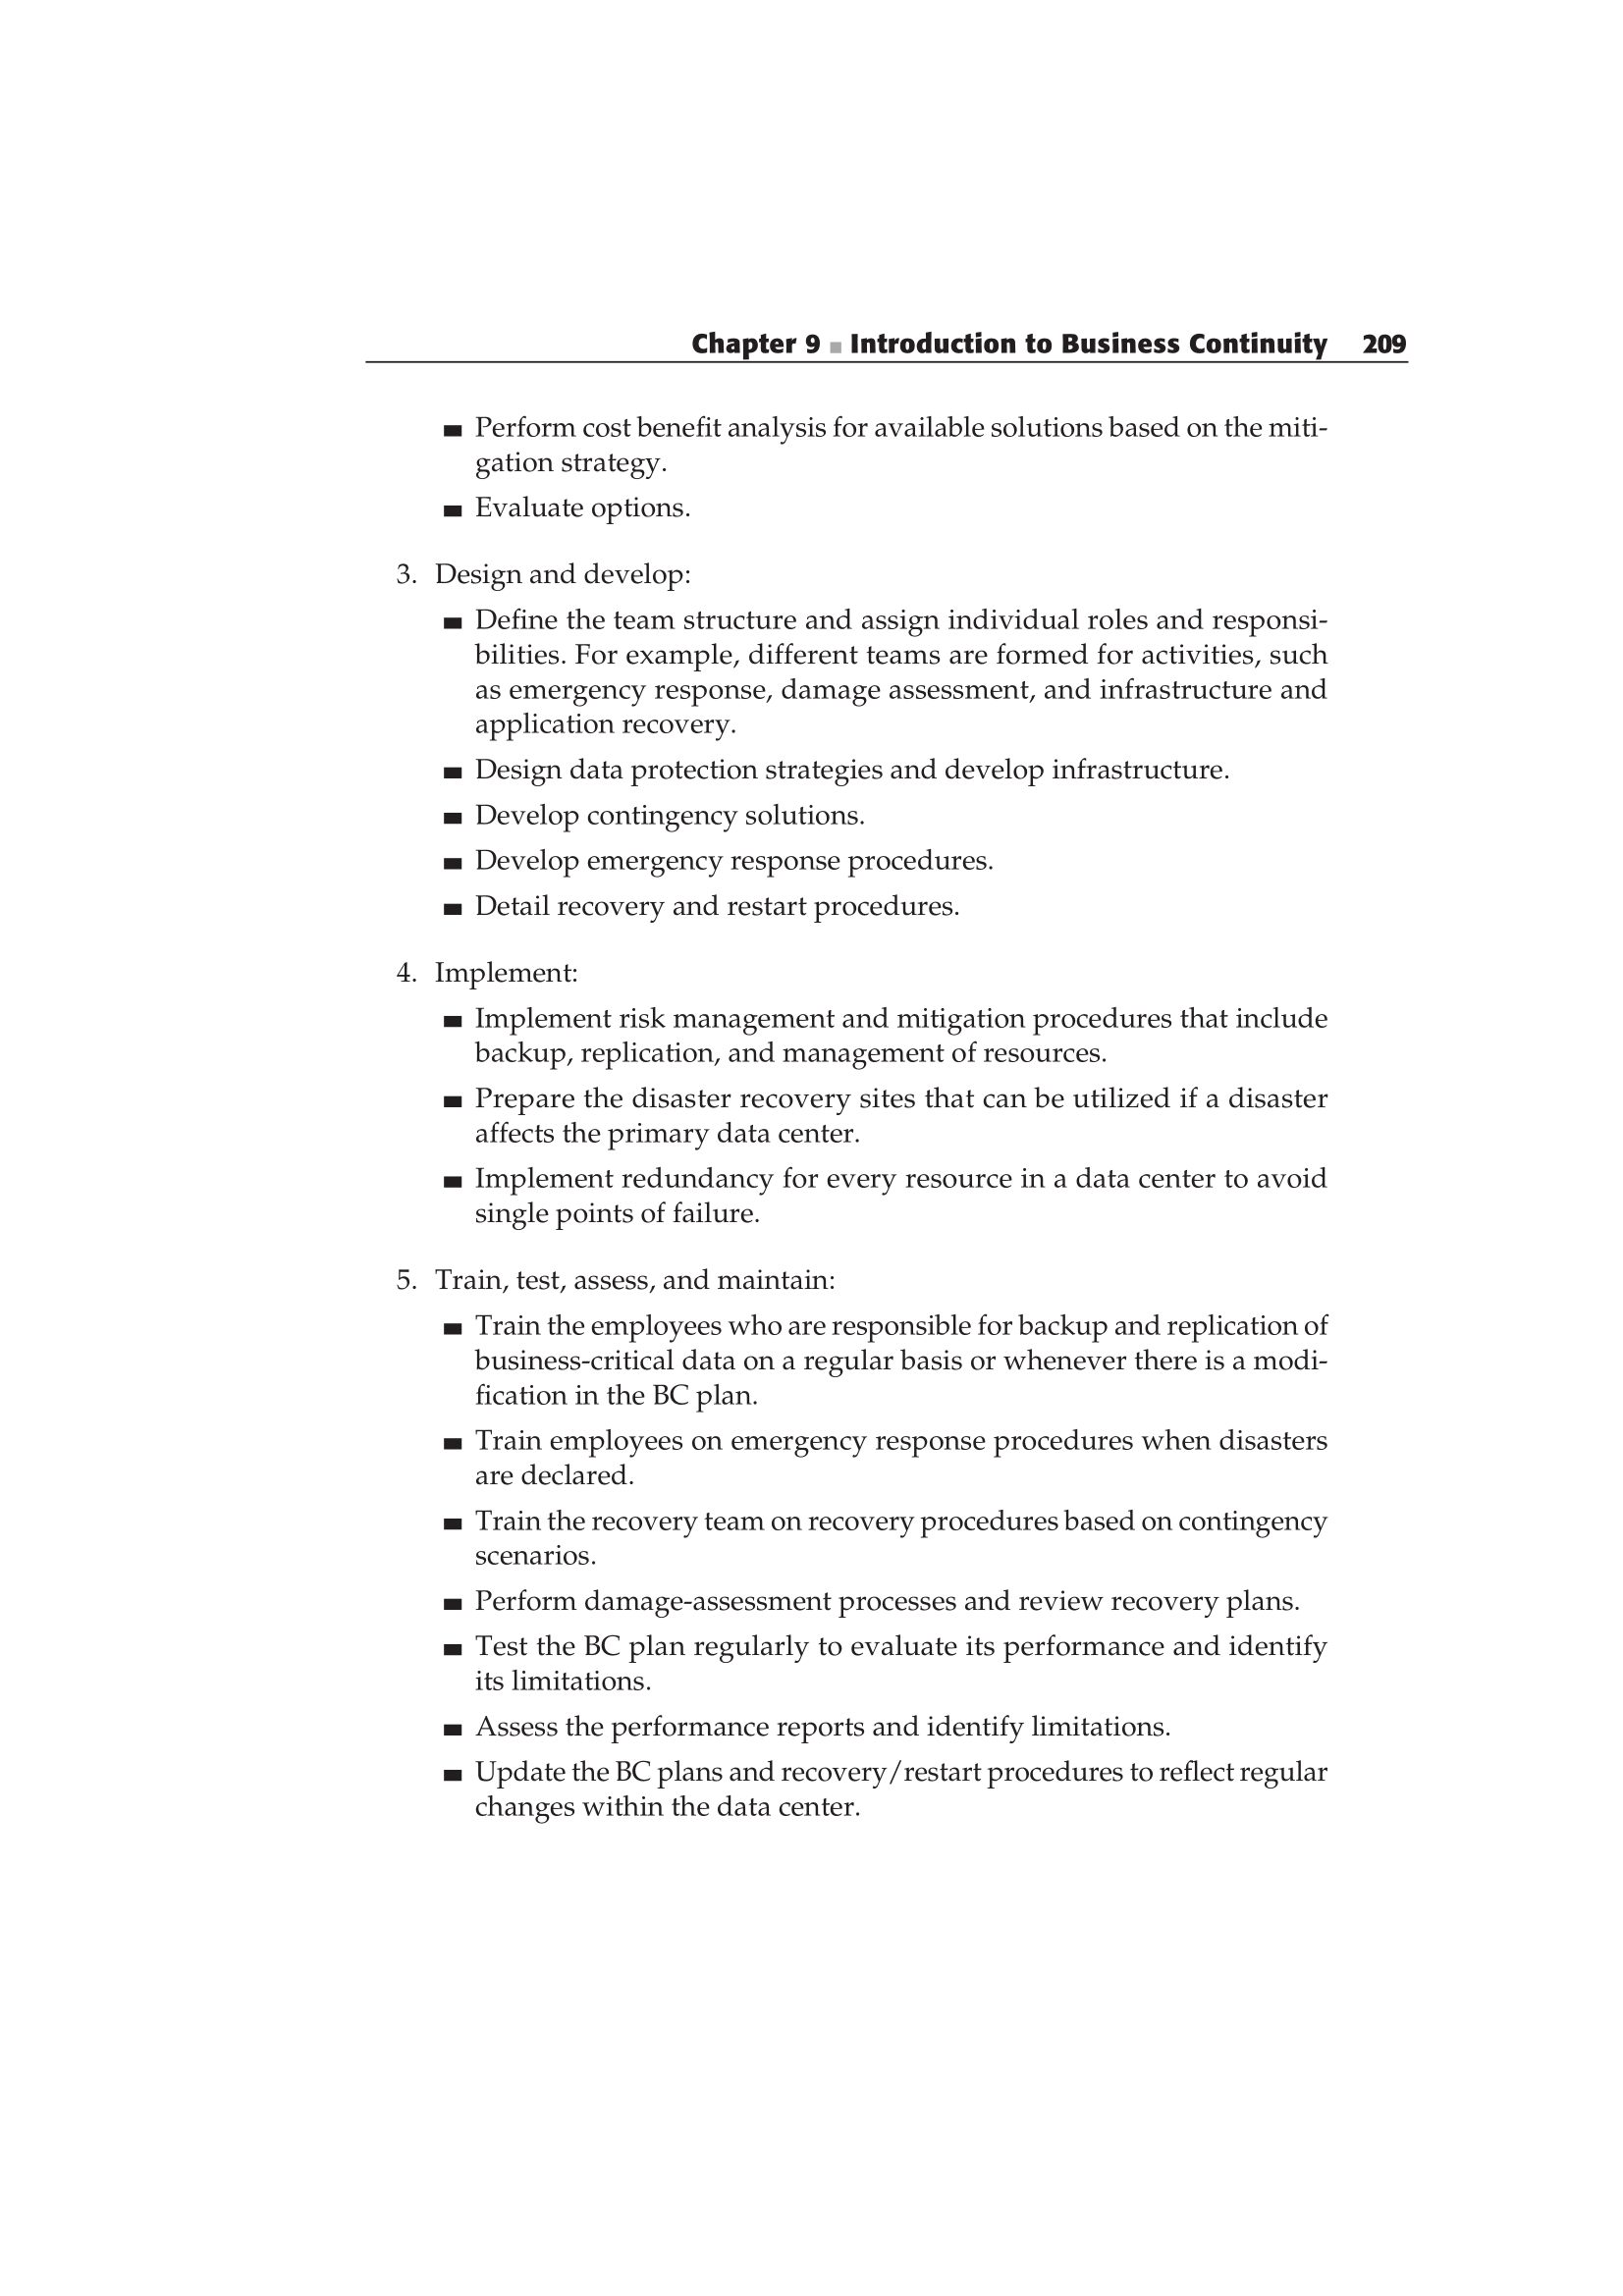 Chapter 9 ■ Introduction to Business Continuity 209
■ Perform cost benefit analysis for available solutions based on the miti-
gation strategy.
■ Evaluate options.
3. Design and develop:
■ Define the team structure and assign individual roles and responsi-
bilities. For example, different teams are formed for activities, such
as emergency response, damage assessment, and infrastructure and
application recovery.
■ Design data protection strategies and develop infrastructure.
■ Develop contingency solutions.
■ Develop emergency response procedures.
■ Detail recovery and restart procedures.
4. Implement:
■ Implement risk management and mitigation procedures that include
backup, replication, and management of resources.
■ Prepare the disaster recovery sites that can be utilized if a disaster
affects the primary data center.
■ Implement redundancy for every resource in a data center to avoid
single points of failure.
5. Train, test, assess, and maintain:
■ Train the employees who are responsible for backup and replication of
business-critical data on a regular basis or whenever there is a modi-
fication in the BC plan.
■ Train employees on emergency response procedures when disasters
are declared.
■ Train the recovery team on recovery procedures based on contingency
scenarios.
■ Perform damage-assessment processes and review recovery plans.
■ Test the BC plan regularly to evaluate its performance and identify
its limitations.
■ Assess the performance reports and identify limitations.
■ Update the BC plans and recovery/restart procedures to reflect regular
changes within the data center.